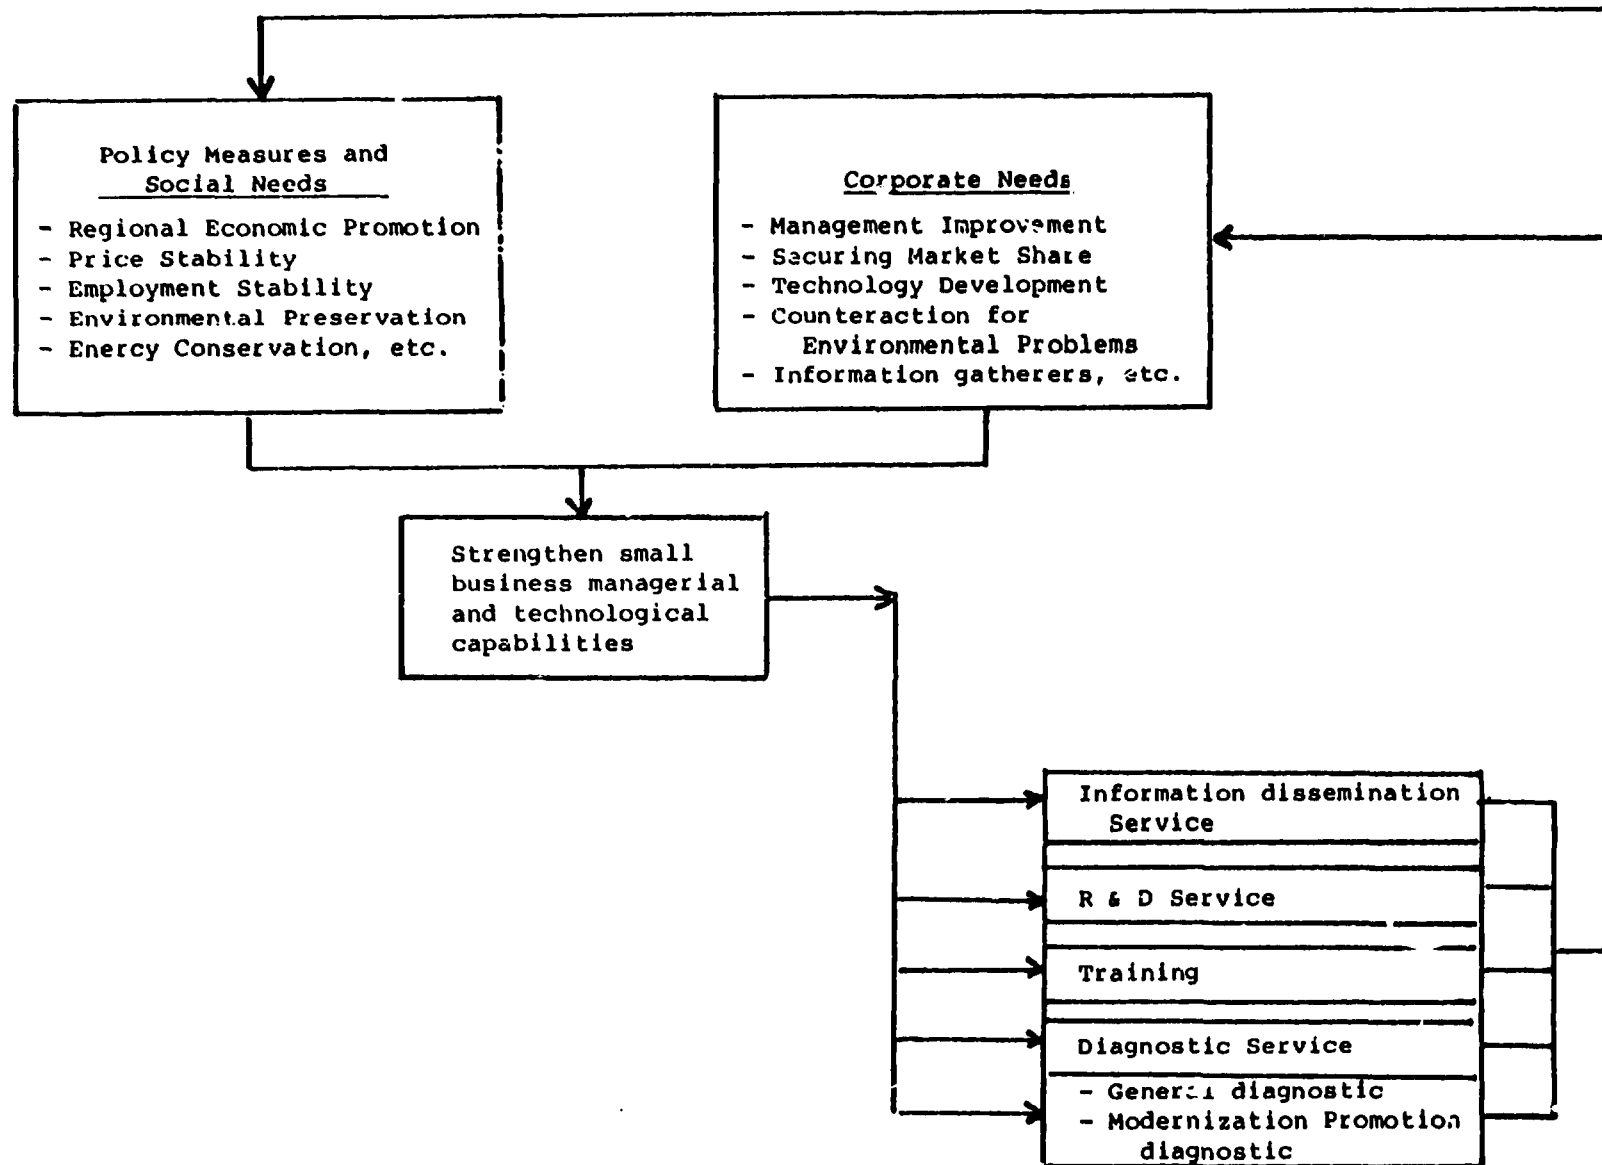 Policy Measures and
Social Needs
- Regional Economic Promotion
- Price Stability
- Employment Stability
- Environmental Preservation
- Enercy Conservation, etc.
Corporate Needs
- Management Improvement
- Securing Market Share
- Technology Development
- Counteraction for
Environmental Problems
- Information gatherers, etc.
Strengthen small
business managerial
and technological
capabilities
Information dissemination
Service
R & D Service
Training
Diagnostic Service
- General diagnostic
- Modernization Promotion
diagnostic